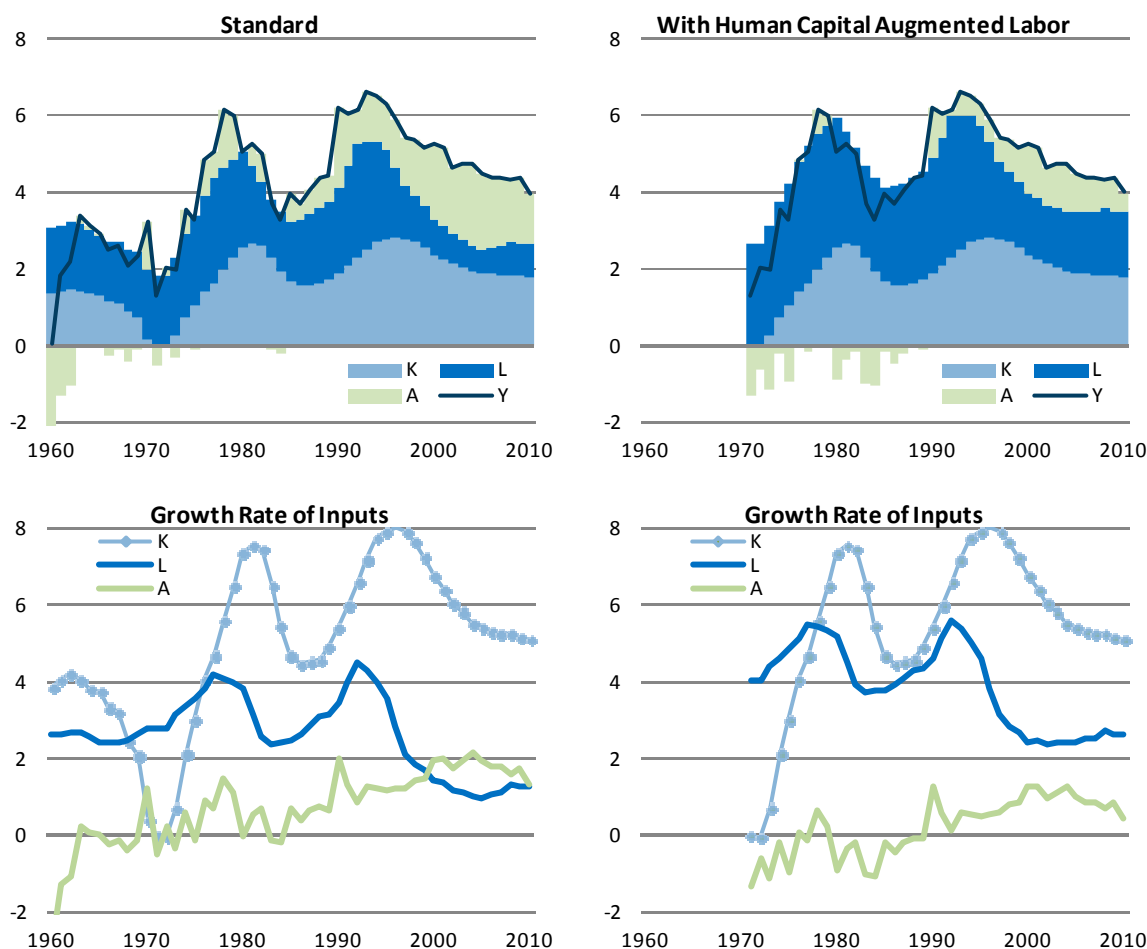 Standard
8
6
4
2
0
-2
K L
A Y
1960 1970 1980 1990 2000 2010
With Human Capital Augmented Labor
8
6
4
2
0
-2
K L
A Y
1960 1970 1980 1990 2000 2010
Growth Rate of Inputs
8
6
4
2
0
-2
K
L
A
1960 1970 1980 1990 2000 2010
Growth Rate of Inputs
8
6
4
2
0
-2
K
L
A
1960 1970 1980 1990 2000 2010